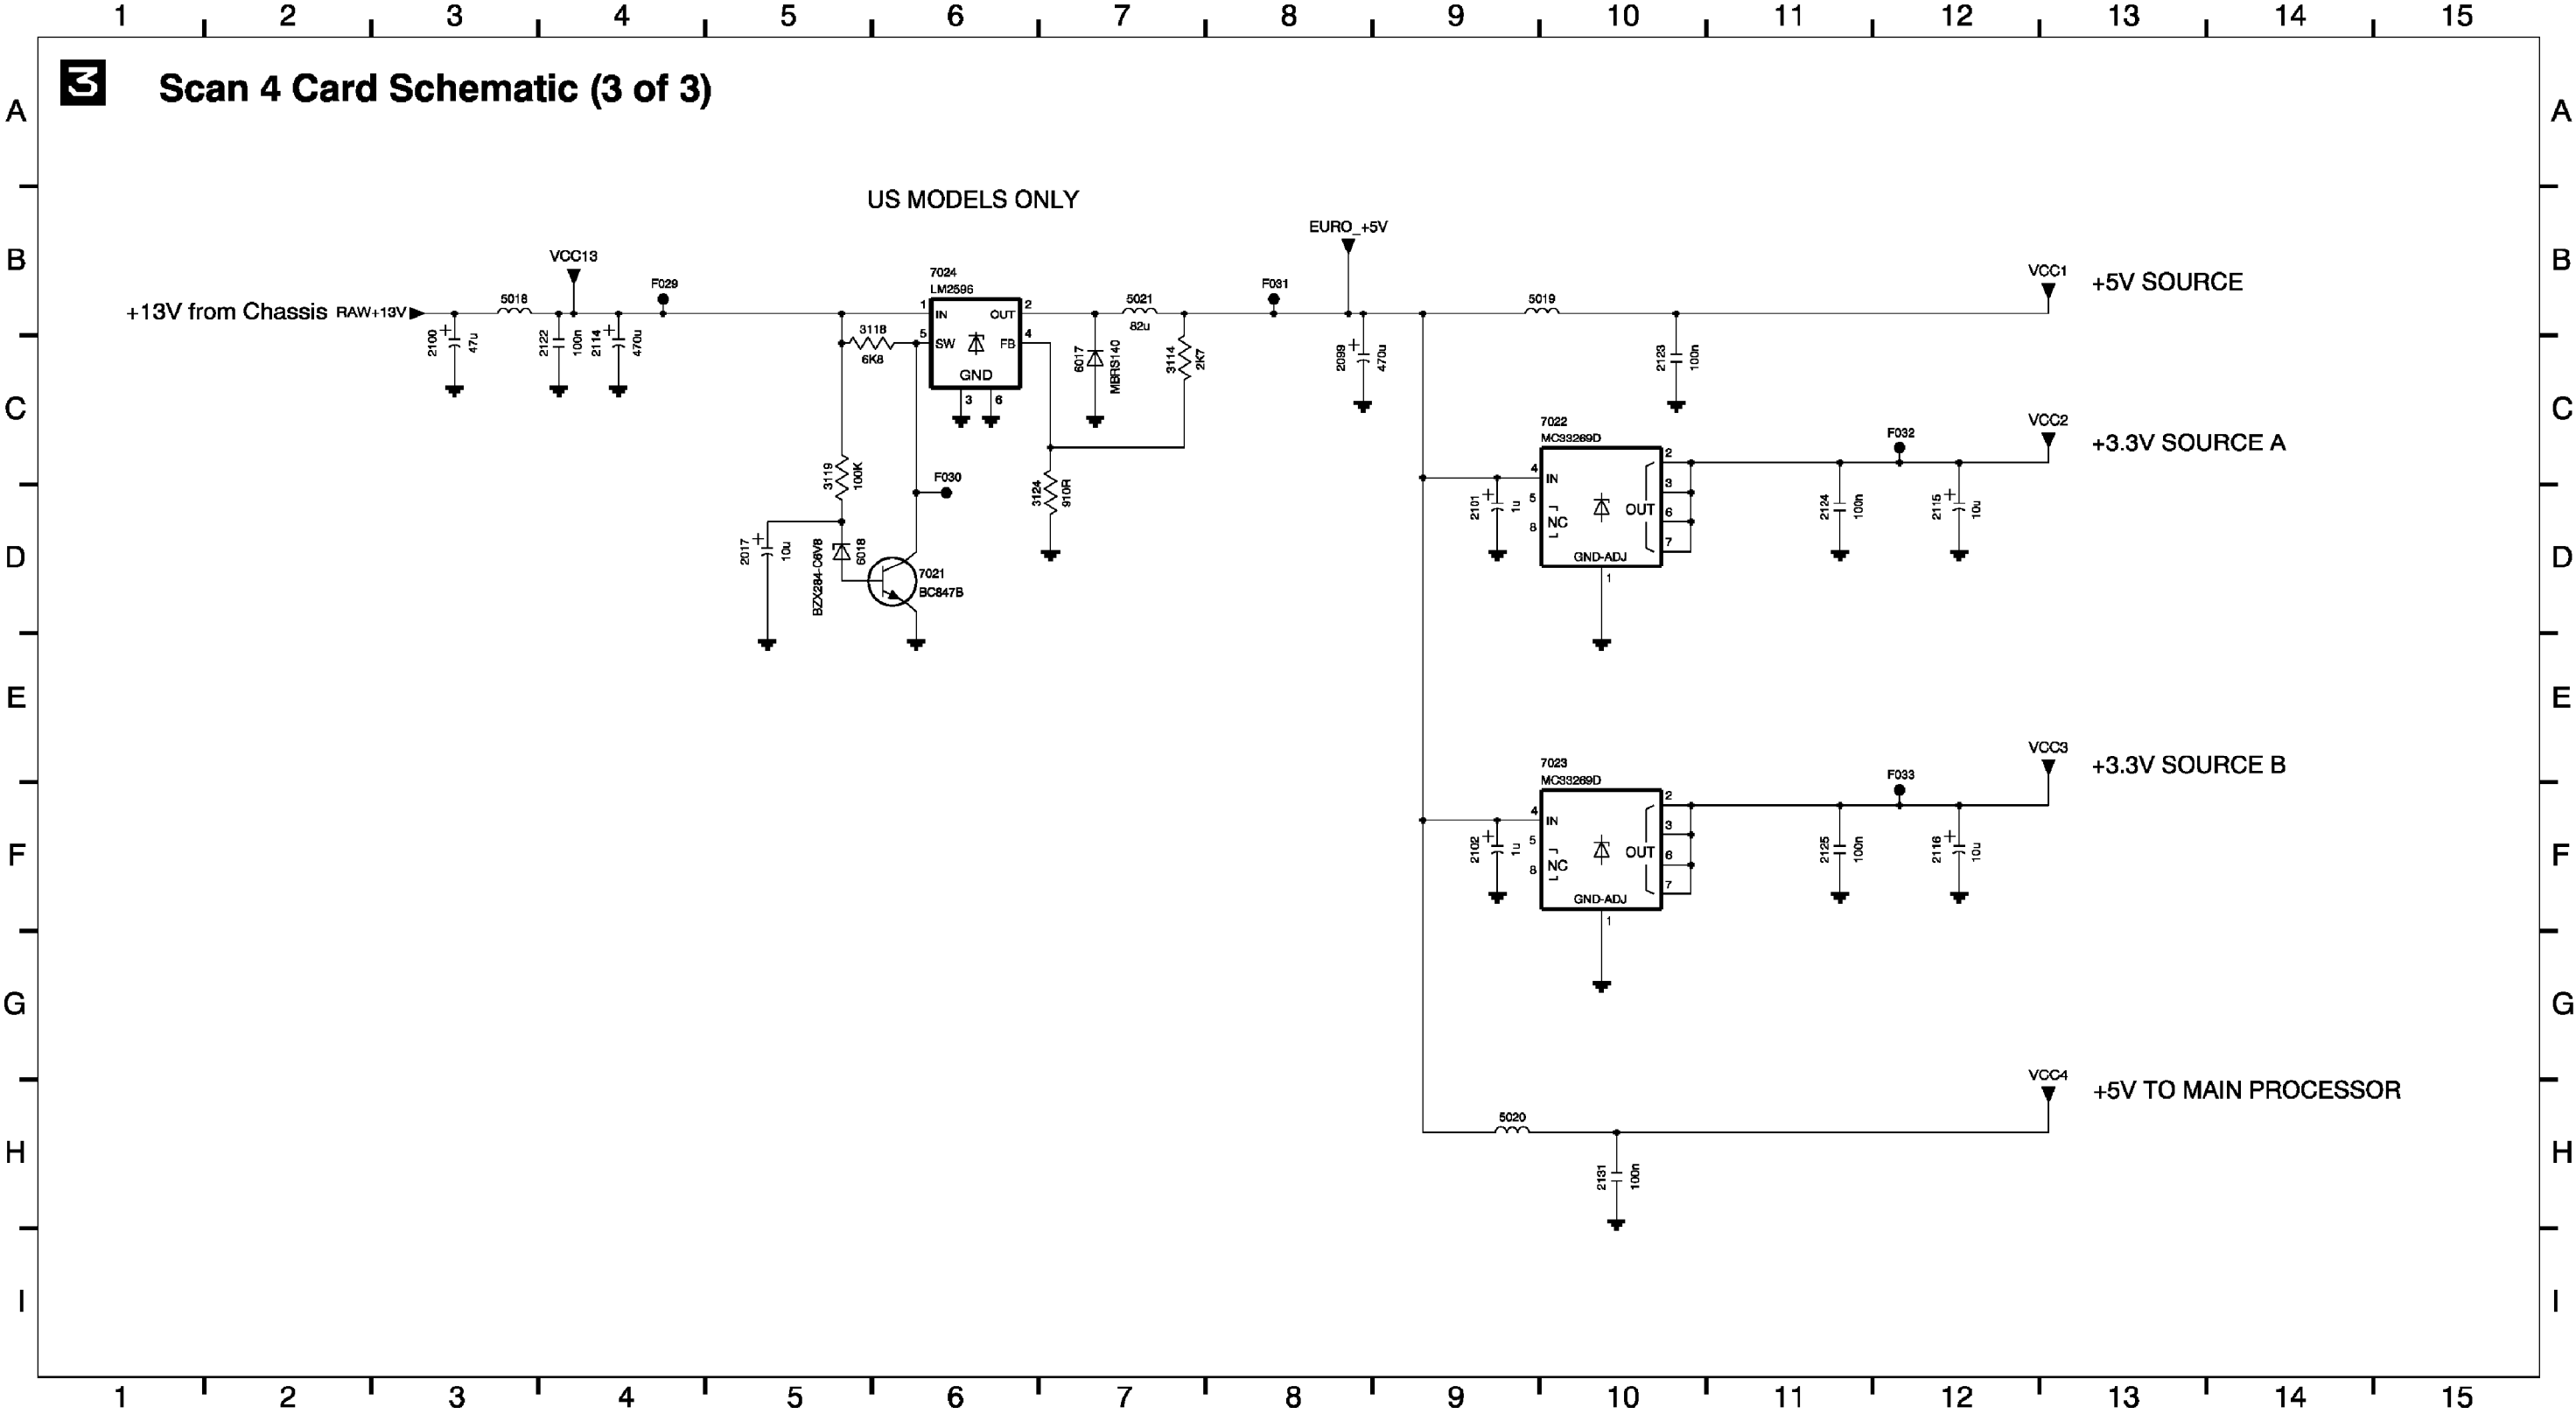 1 2 3 4 5 6 7 8 9 10 11 12 13 14 15
3 Scan 4 Card Schematic (3 of 3)
A A
US MODELS ONLY
EURO_+5V
B B
VCC13
7024
LM2596
F029
F031
VCC1
+5V SOURCE
+13V from Chassis RAW+13V
5018
1 IN OUT 2
5021
82u
5019
2100 47u
2122 100n
2114 470u
3118
6K8
5 SW FB 4
GND
3 6
6017 MBRS140
3114 2K7
2099 470u
2123 100n
C C
7022
MC33269D
F032
VCC2
+3.3V SOURCE A
3119 100K
F030
3124 910R
2101 1u
4 IN
5
NC
8
OUT
2
3
6
7
GND-ADJ
1
2124 100n
2115 10u
D D
2017 10u
BZX284-C6V8 6018
7021
BC847B
E E
7023
MC33269D
F033
VCC3
+3.3V SOURCE B
F F
2102 1u
4 IN
5
NC
8
OUT
2
3
6
7
GND-ADJ
1
2125 100n
2116 10u
G G
VCC4
+5V TO MAIN PROCESSOR
5020
H H
2131 100n
I I
1 2 3 4 5 6 7 8 9 10 11 12 13 14 15